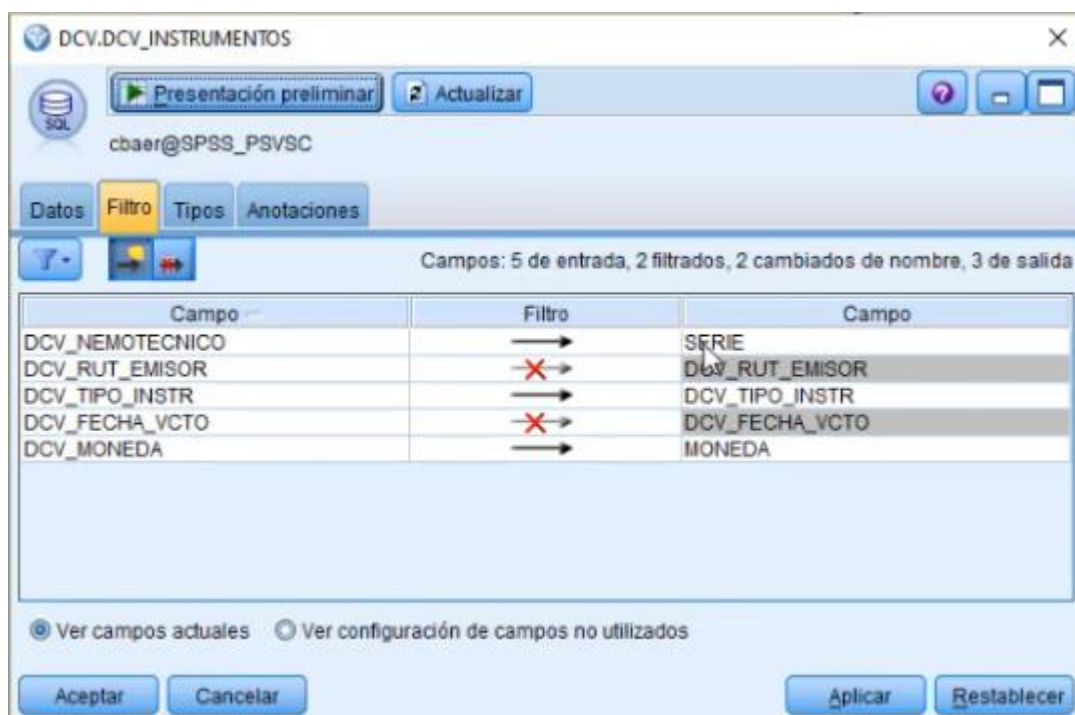 DCV.DCV_INSTRUMENTOS
Presentación preliminar
Actualizar
SQL
cbaer@SPSS_PSVSC
Datos Filtro Tipos Anotaciones
Campos: 5 de entrada, 2 filtrados, 2 cambiados de nombre, 3 de salida
Campo Filtro Campo
DCV_NEMOTECNICO SERIE
DCV_RUT_EMISOR DCV_RUT_EMISOR
DCV_TIPO_INSTR DCV_TIPO_INSTR
DCV_FECHA_VCTO DCV_FECHA_VCTO
DCV_MONEDA MONEDA
Ver campos actuales Ver configuración de campos no utilizados
Aceptar Cancelar Aplicar Restablecer